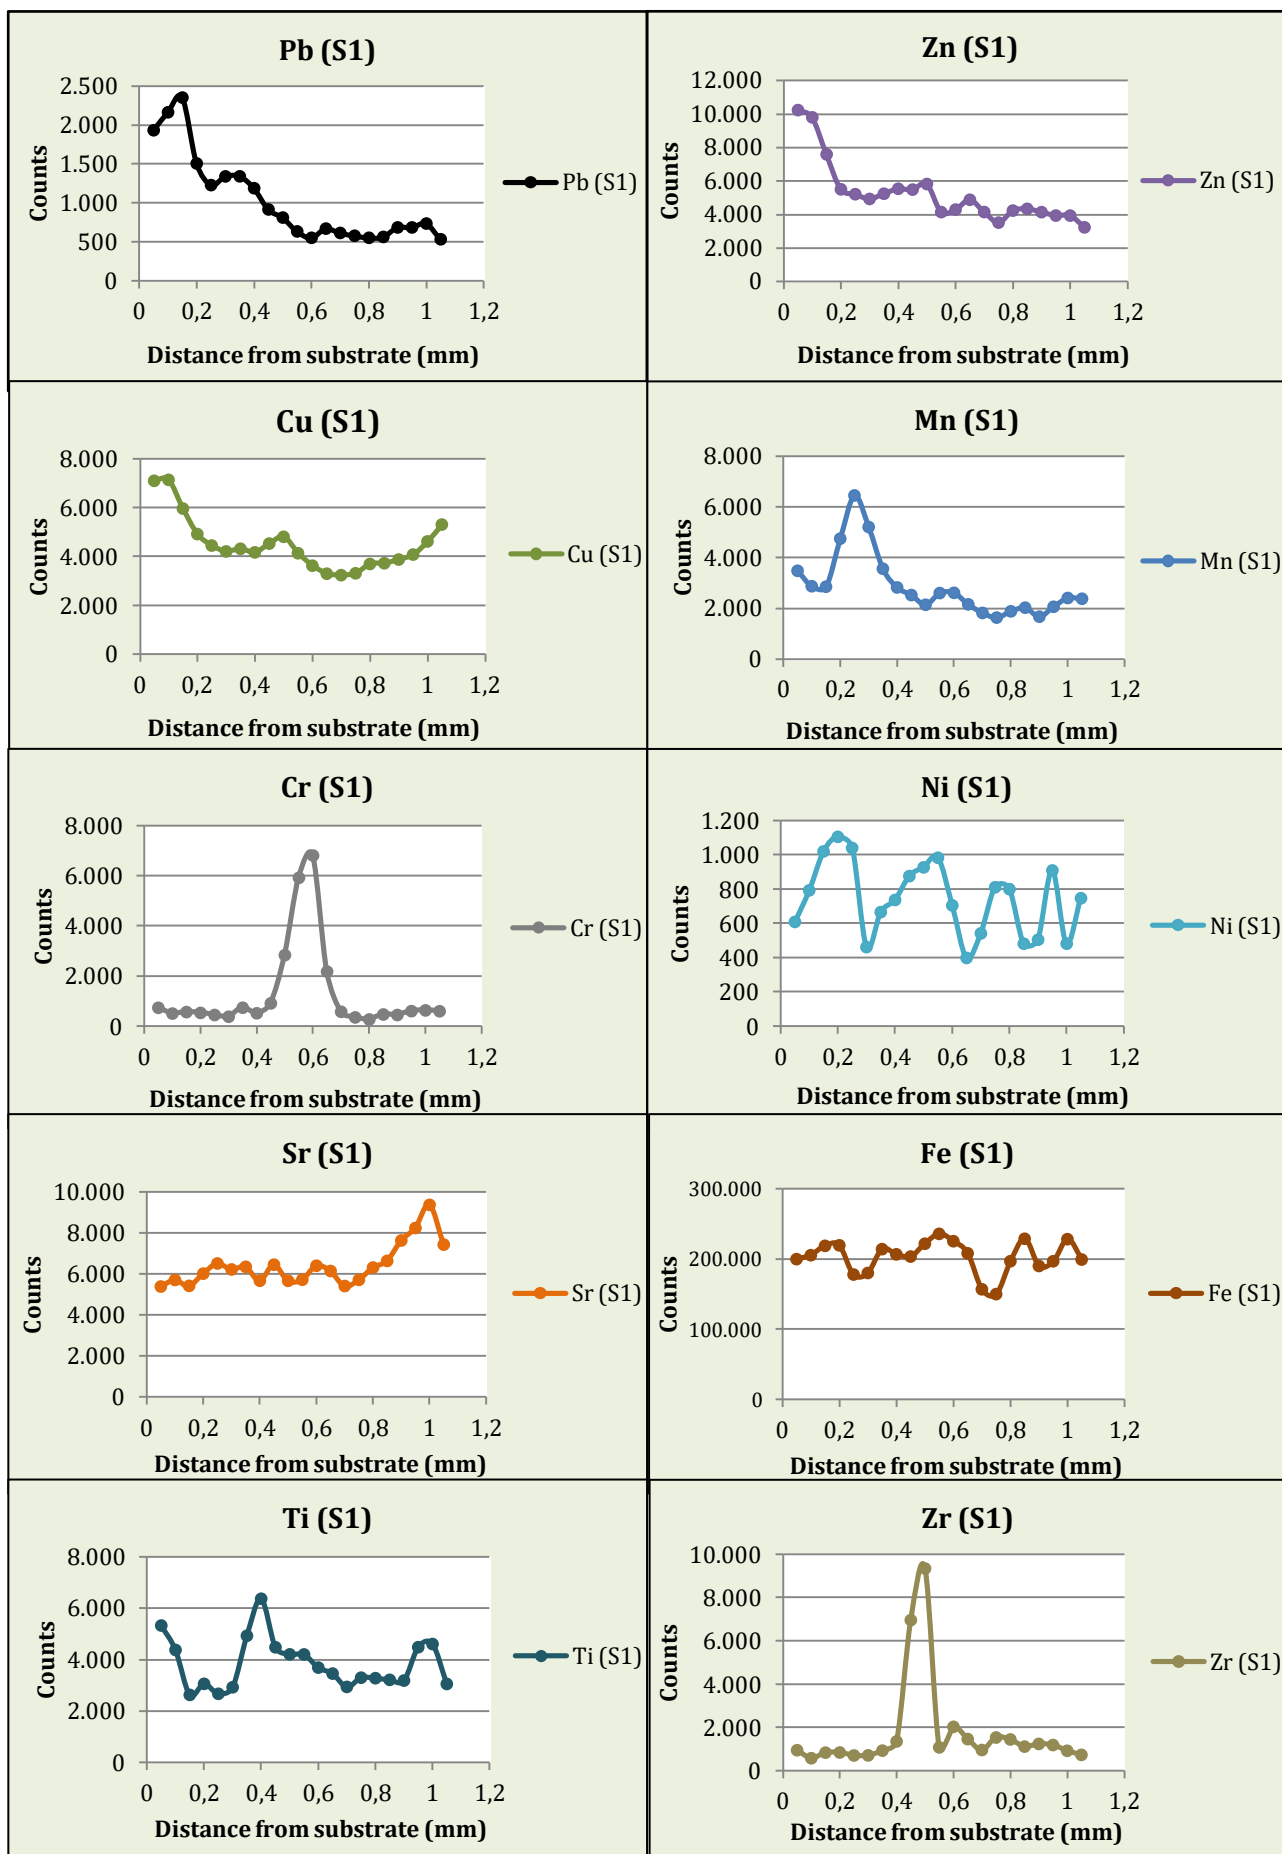 Pb (S1)
2.500
2.000
1.500
1.000
500
0
Counts
0 0,2 0,4 0,6 0,8 1 1,2
Distance from substrate (mm)
Pb (S1)
Zn (S1)
12.000
10.000
8.000
6.000
4.000
2.000
0
Counts
0 0,2 0,4 0,6 0,8 1 1,2
Distance from substrate (mm)
Zn (S1)
Cu (S1)
8.000
6.000
4.000
2.000
0
Counts
0 0,2 0,4 0,6 0,8 1 1,2
Distance from substrate (mm)
Cu (S1)
Mn (S1)
8.000
6.000
4.000
2.000
0
Counts
0 0,2 0,4 0,6 0,8 1 1,2
Distance from substrate (mm)
Mn (S1)
Cr (S1)
8.000
6.000
4.000
2.000
0
Counts
0 0,2 0,4 0,6 0,8 1 1,2
Distance from substrate (mm)
Cr (S1)
Ni (S1)
1.200
1.000
800
600
400
200
0
Counts
0 0,2 0,4 0,6 0,8 1 1,2
Distance from substrate (mm)
Ni (S1)
Sr (S1)
10.000
8.000
6.000
4.000
2.000
0
Counts
0 0,2 0,4 0,6 0,8 1 1,2
Distance from substrate (mm)
Sr (S1)
Fe (S1)
300.000
200.000
100.000
0
Counts
0 0,2 0,4 0,6 0,8 1 1,2
Distance from substrate (mm)
Fe (S1)
Ti (S1)
8.000
6.000
4.000
2.000
0
Counts
0 0,2 0,4 0,6 0,8 1 1,2
Distance from substrate (mm)
Ti (S1)
Zr (S1)
10.000
8.000
6.000
4.000
2.000
0
Counts
0 0,2 0,4 0,6 0,8 1 1,2
Distance from substrate (mm)
Zr (S1)